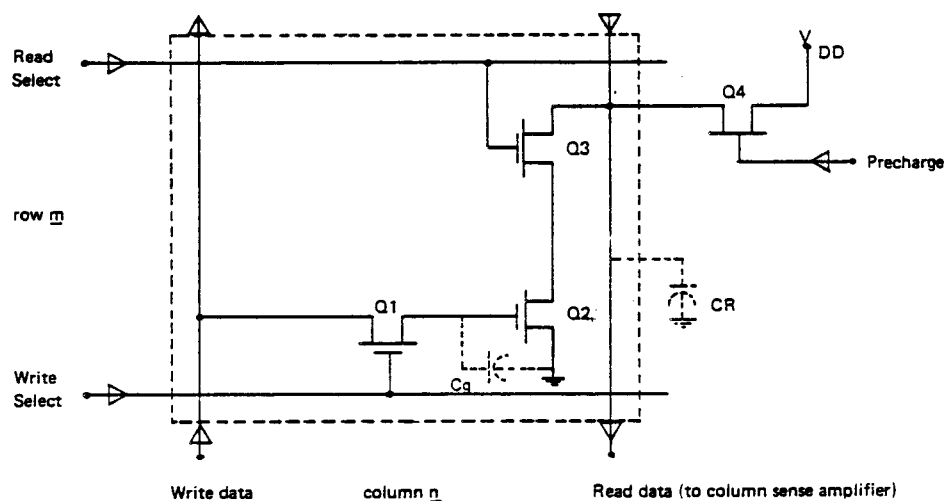 V
DD
Read
Select
Q4
Q3
Precharge
row m
CR
Q1
Q2
Write
Select
Cg
Write data
column n
Read data (to column sense amplifier)